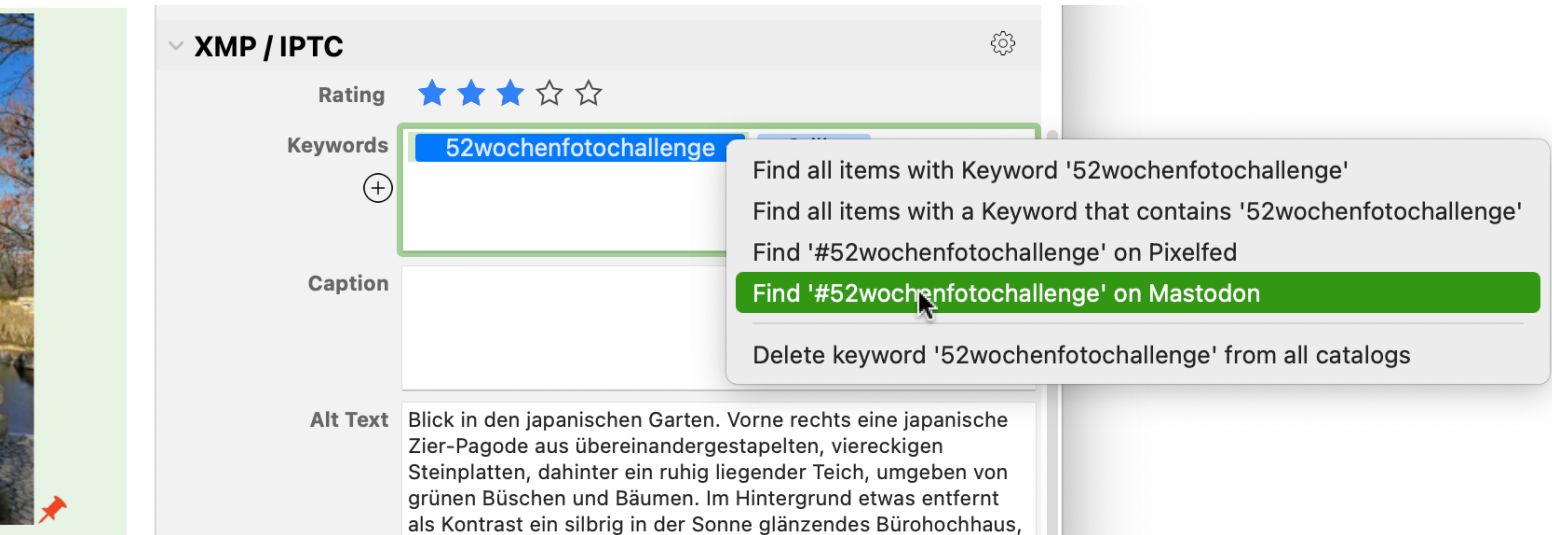 XMP / IPTC
Rating
Keywords
52wochenfotochallenge
Find all items with Keyword '52wochenfotochallenge'
Find all items with a Keyword that contains '52wochenfotochallenge'
Find '#52wochenfotochallenge' on Pixelfed
Find '#52wochenfotochallenge' on Mastodon
Delete keyword '52wochenfotochallenge' from all catalogs
Caption
Alt Text
Blick in den japanischen Garten. Vorne rechts eine japanische
Zier-Pagode aus übereinandergestapelten, viereckigen
Steinplatten, dahinter ein ruhig liegender Teich, umgeben von
grünen Büschen und Bäumen. Im Hintergrund etwas entfernt
als Kontrast ein silbrig in der Sonne glänzendes Bürohochhaus,